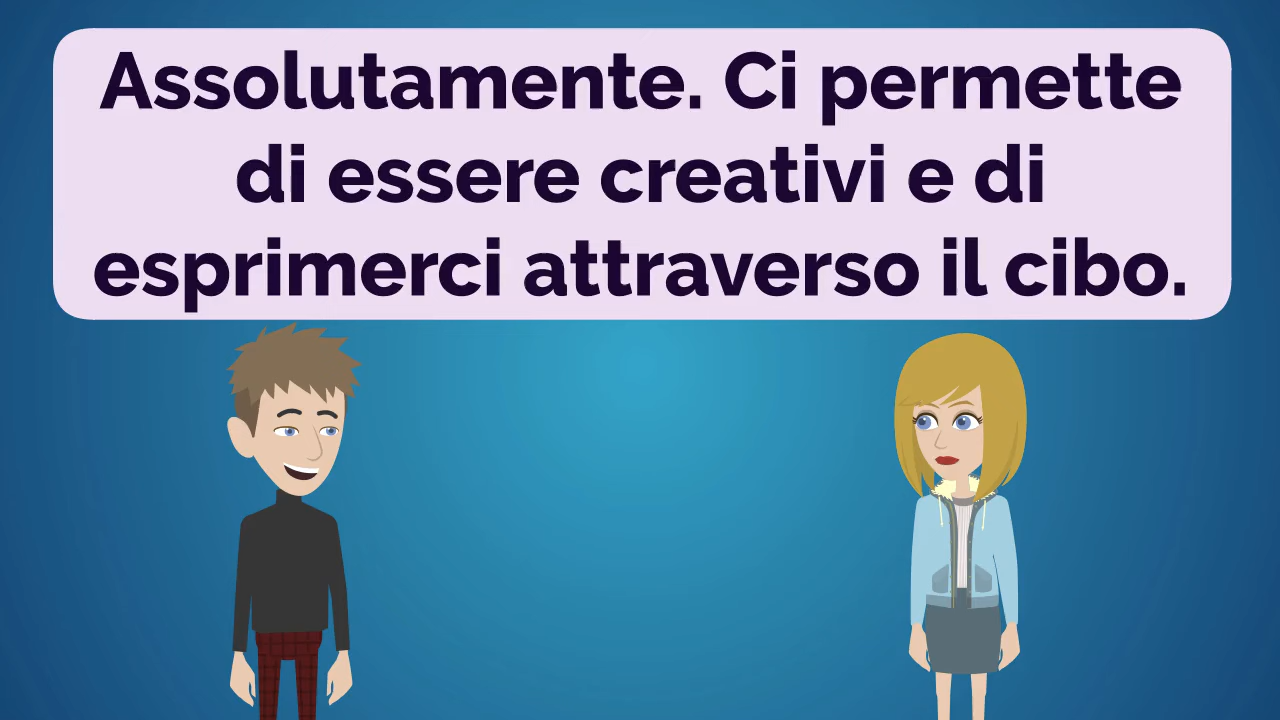 Assolutamente. Ci permette
di essere creativi e di
esprimerci attraverso il cibo.